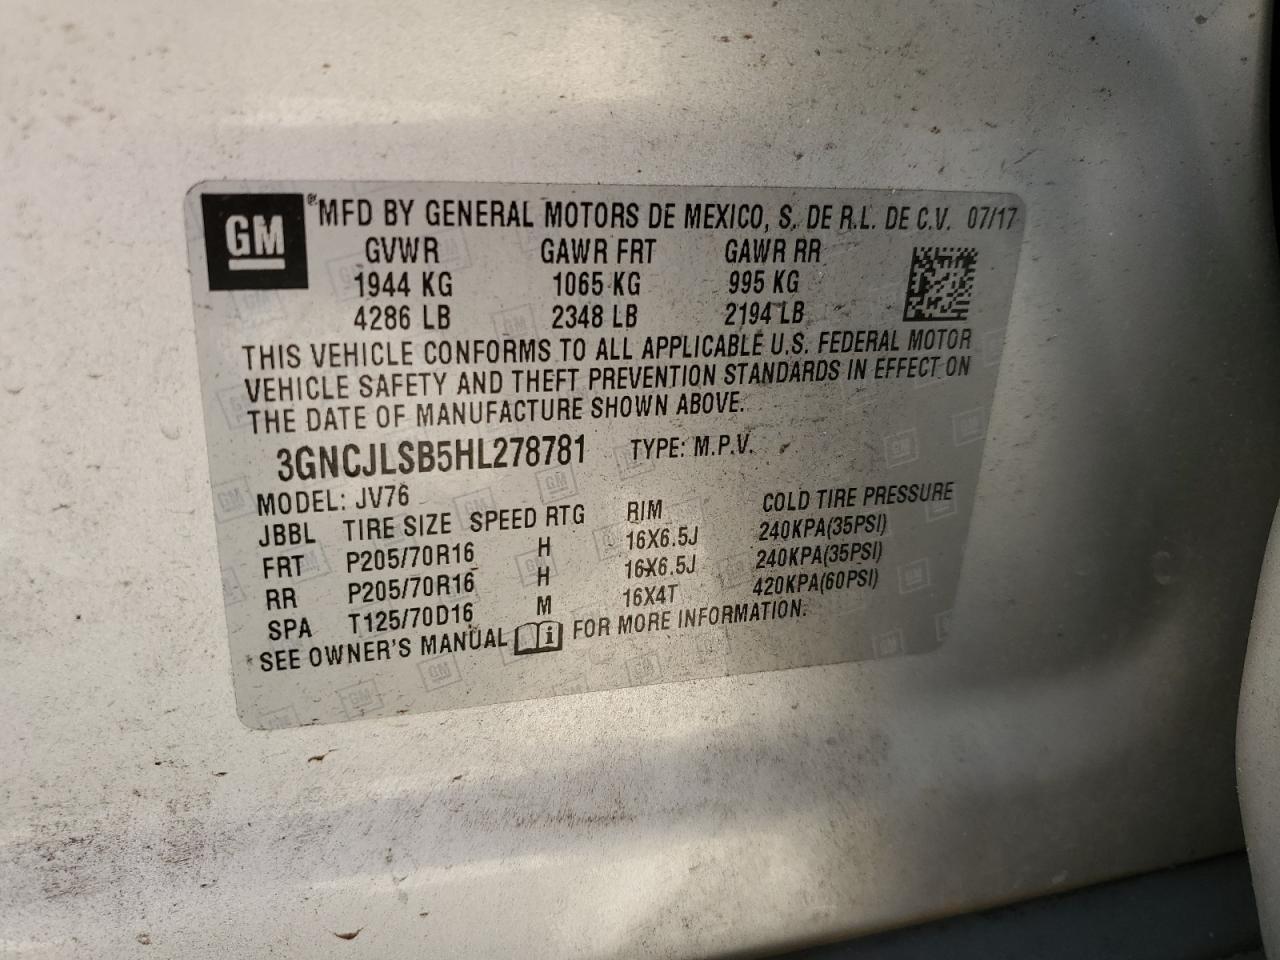 GM ®MFD BY GENERAL MOTORS DE MEXICO, S, DE R.L. DE C.V. 07/17
GVWR GAWR FRT GAWR RR
1944 KG 1065 KG 995 KG
4286 LB 2348 LB 2194 LB
THIS VEHICLE CONFORMS TO ALL APPLICABLE U.S. FEDERAL MOTOR
VEHICLE SAFETY AND THEFT PREVENTION STANDARDS IN EFFECT ON
THE DATE OF MANUFACTURE SHOWN ABOVE.
3GNCJLSB5HL278781 TYPE: M.P.V.
MODEL: JV76
JBBL TIRE SIZE SPEED RTG RIM COLD TIRE PRESSURE
FRT P205/70R16 H 16X6.5J 240KPA(35PSI)
RR P205/70R16 H 16X6.5J 240KPA(35PSI)
SPA T125/70D16 M 16X4T 420KPA(60PSI)
SEE OWNER'S MANUAL i FOR MORE INFORMATION.